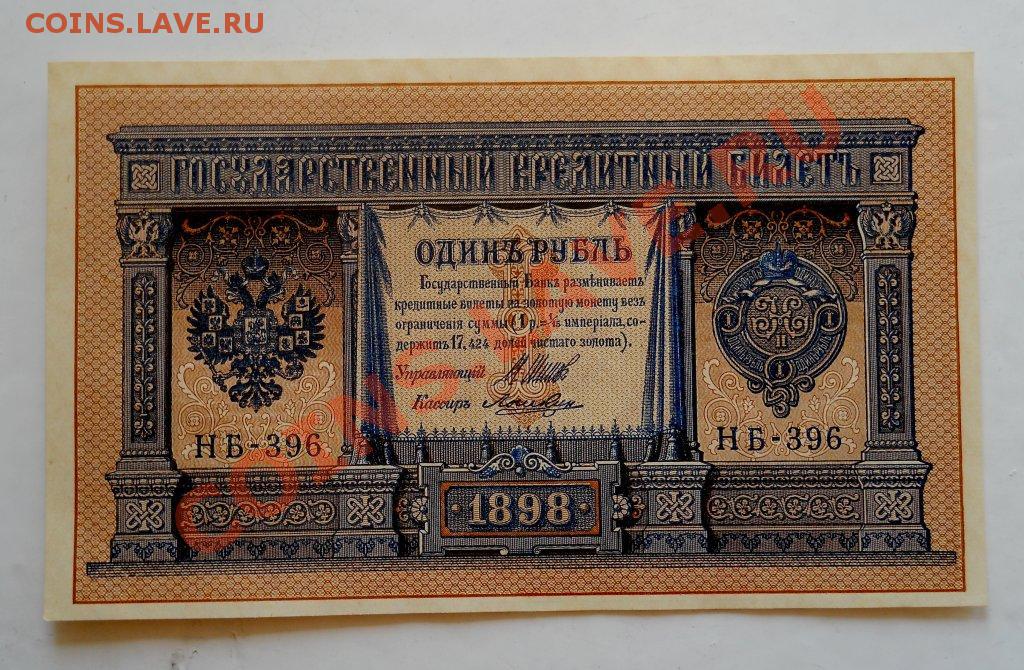 COINS.LAVE.RU
ГОСУДАРСТВЕННЫЙ КРЕДИТНЫЙ БИЛЕТЪ
ОДИНЪ РУБЛЬ
Государственный Банкъ размѣниваетъ
кредитные билеты на золотую монету безъ
ограниченія суммы (1 р.= 1/15 имперіала, со-
держитъ 17,424 долей чистаго золота).
Управляющій
Кассиръ
НБ-396
НБ-396
1898